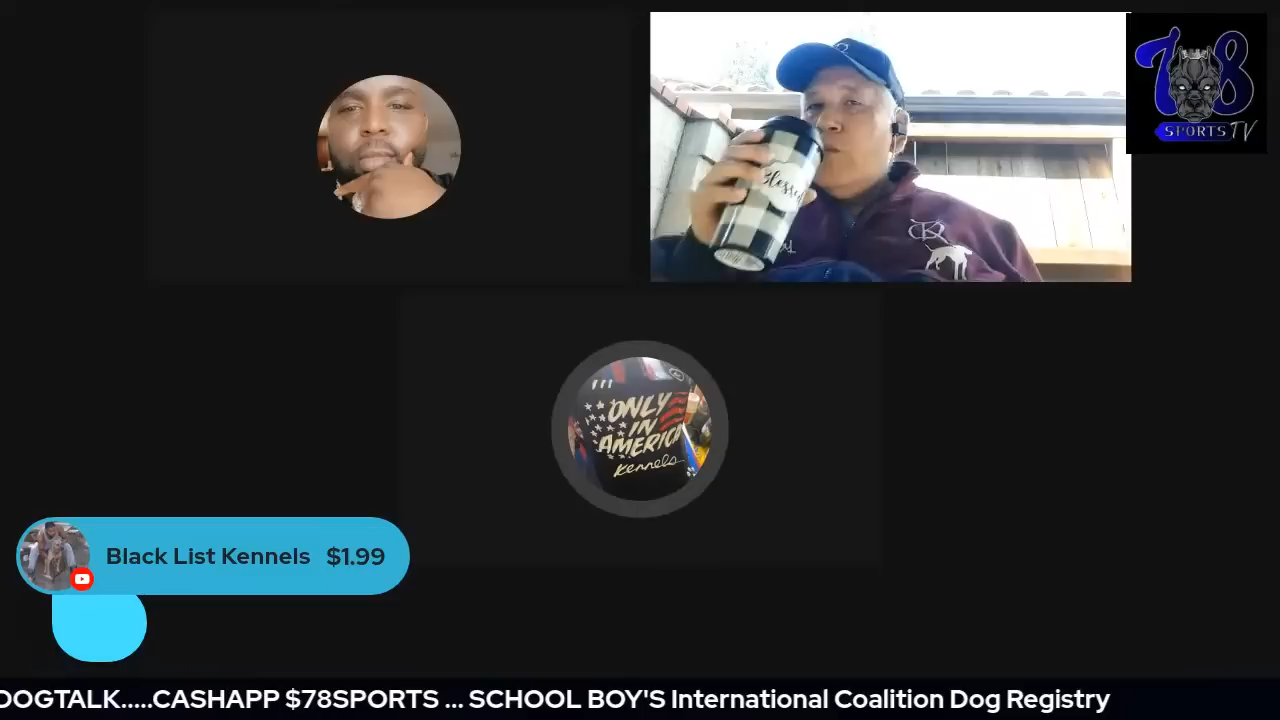 78
SPORTS TV
Blessed
ONLY
IN
AMERICA
Kennels
Black List Kennels $1.99
DOGTALK.....CASHAPP $78SPORTS ... SCHOOL BOY'S International Coalition Dog Registry